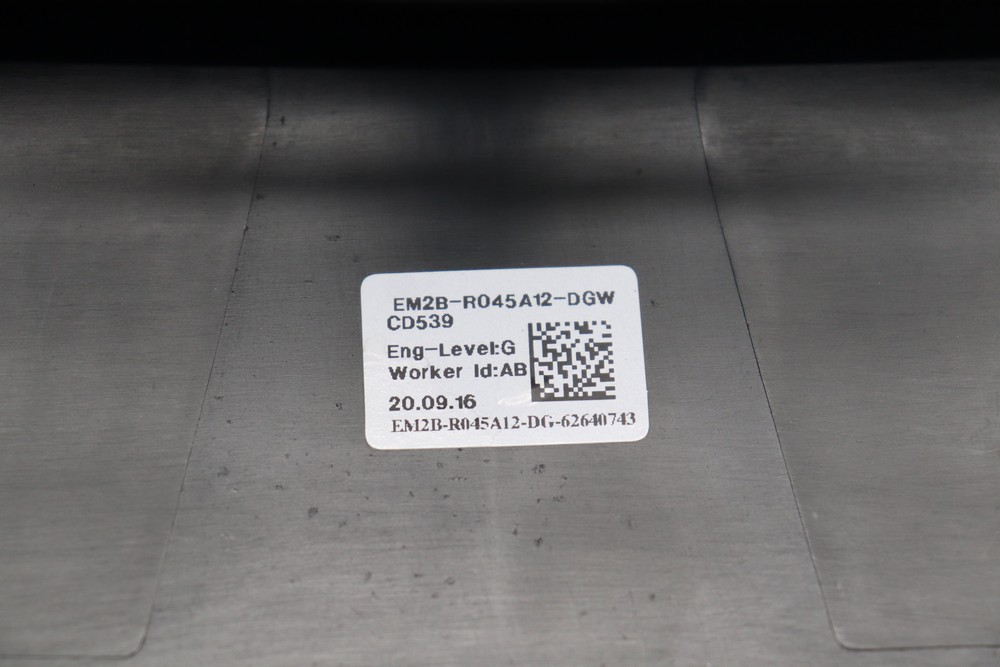 EM2B-R045A12-DGW
CD539
Eng-Level:G
Worker Id:AB
20.09.16
EM2B-R045A12-DG-62640743